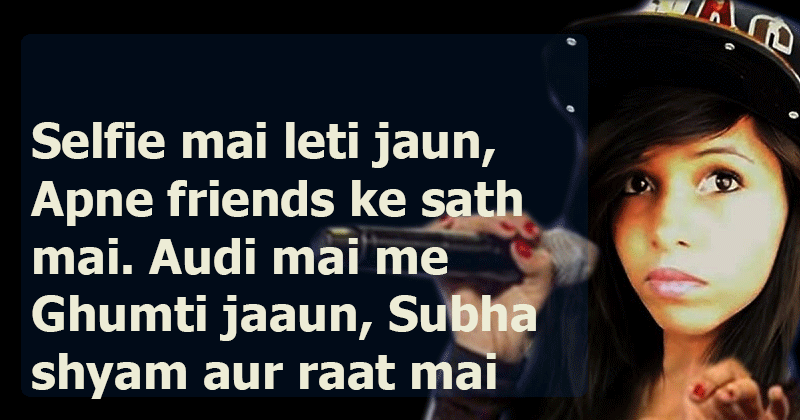 Selfie mai leti jaun,
Apne friends ke sath
mai. Audi mai me
Ghumti jaaun, Subha
shyam aur raat mai